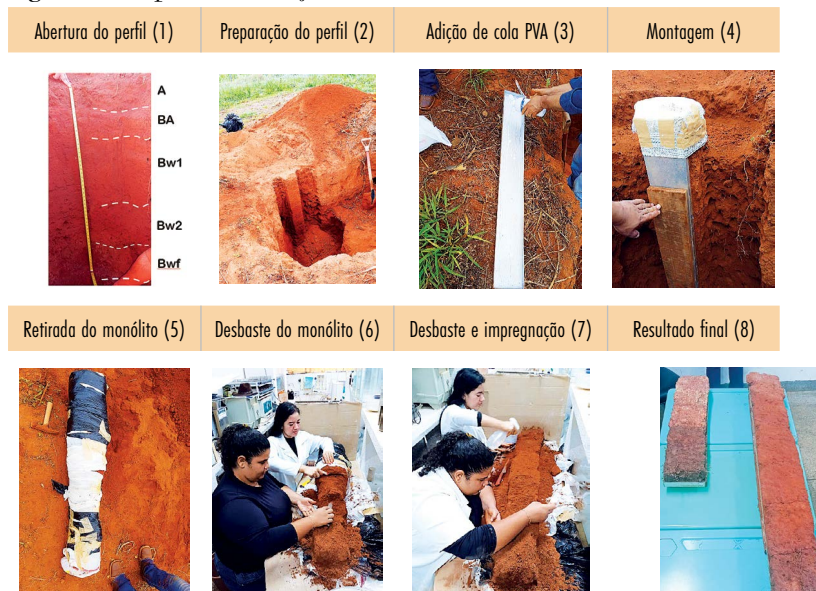 Abertura do perfil (1)
Preparação do perfil (2)
Adição de cola PVA (3)
Montagem (4)
A
BA
Bw1
Bw2
Bwf
Retirada do monólito (5)
Desbaste do monólito (6)
Desbaste e impregnação (7)
Resultado final (8)